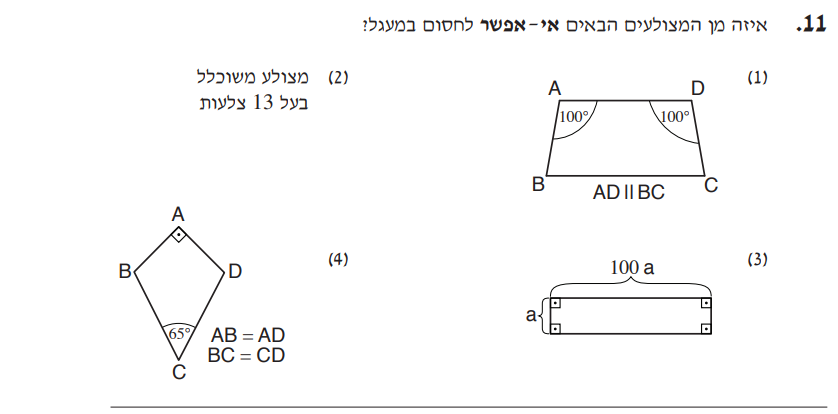 11. איזה מן המצולעים הבאים אי-אפשר לחסום במעגל?
(1)
A D
100° 100°
B C
AD || BC
(2) מצולע משוכלל
בעל 13 צלעות
(3)
100 a
a
(4)
A
B D
65°
AB = AD
BC = CD
C